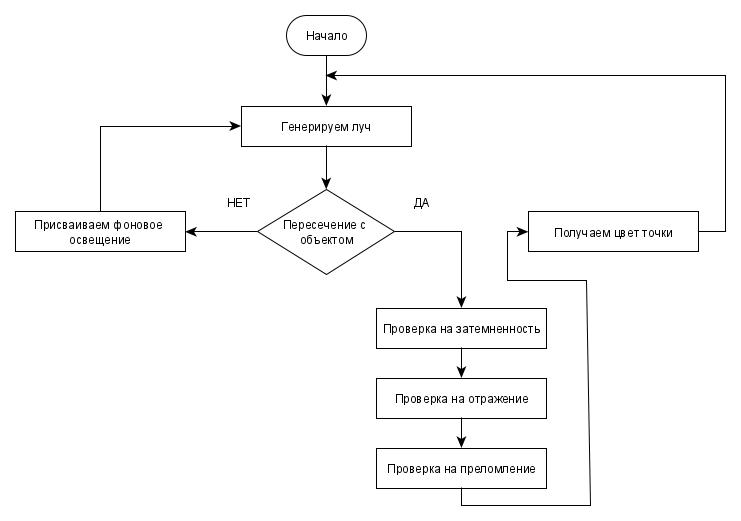 Начало
Генерируем луч
НЕТ
ДА
Пересечение с
объектом
Присваиваем фоновое
освещение
Получаем цвет точки
Проверка на затемненность
Проверка на отражение
Проверка на преломление